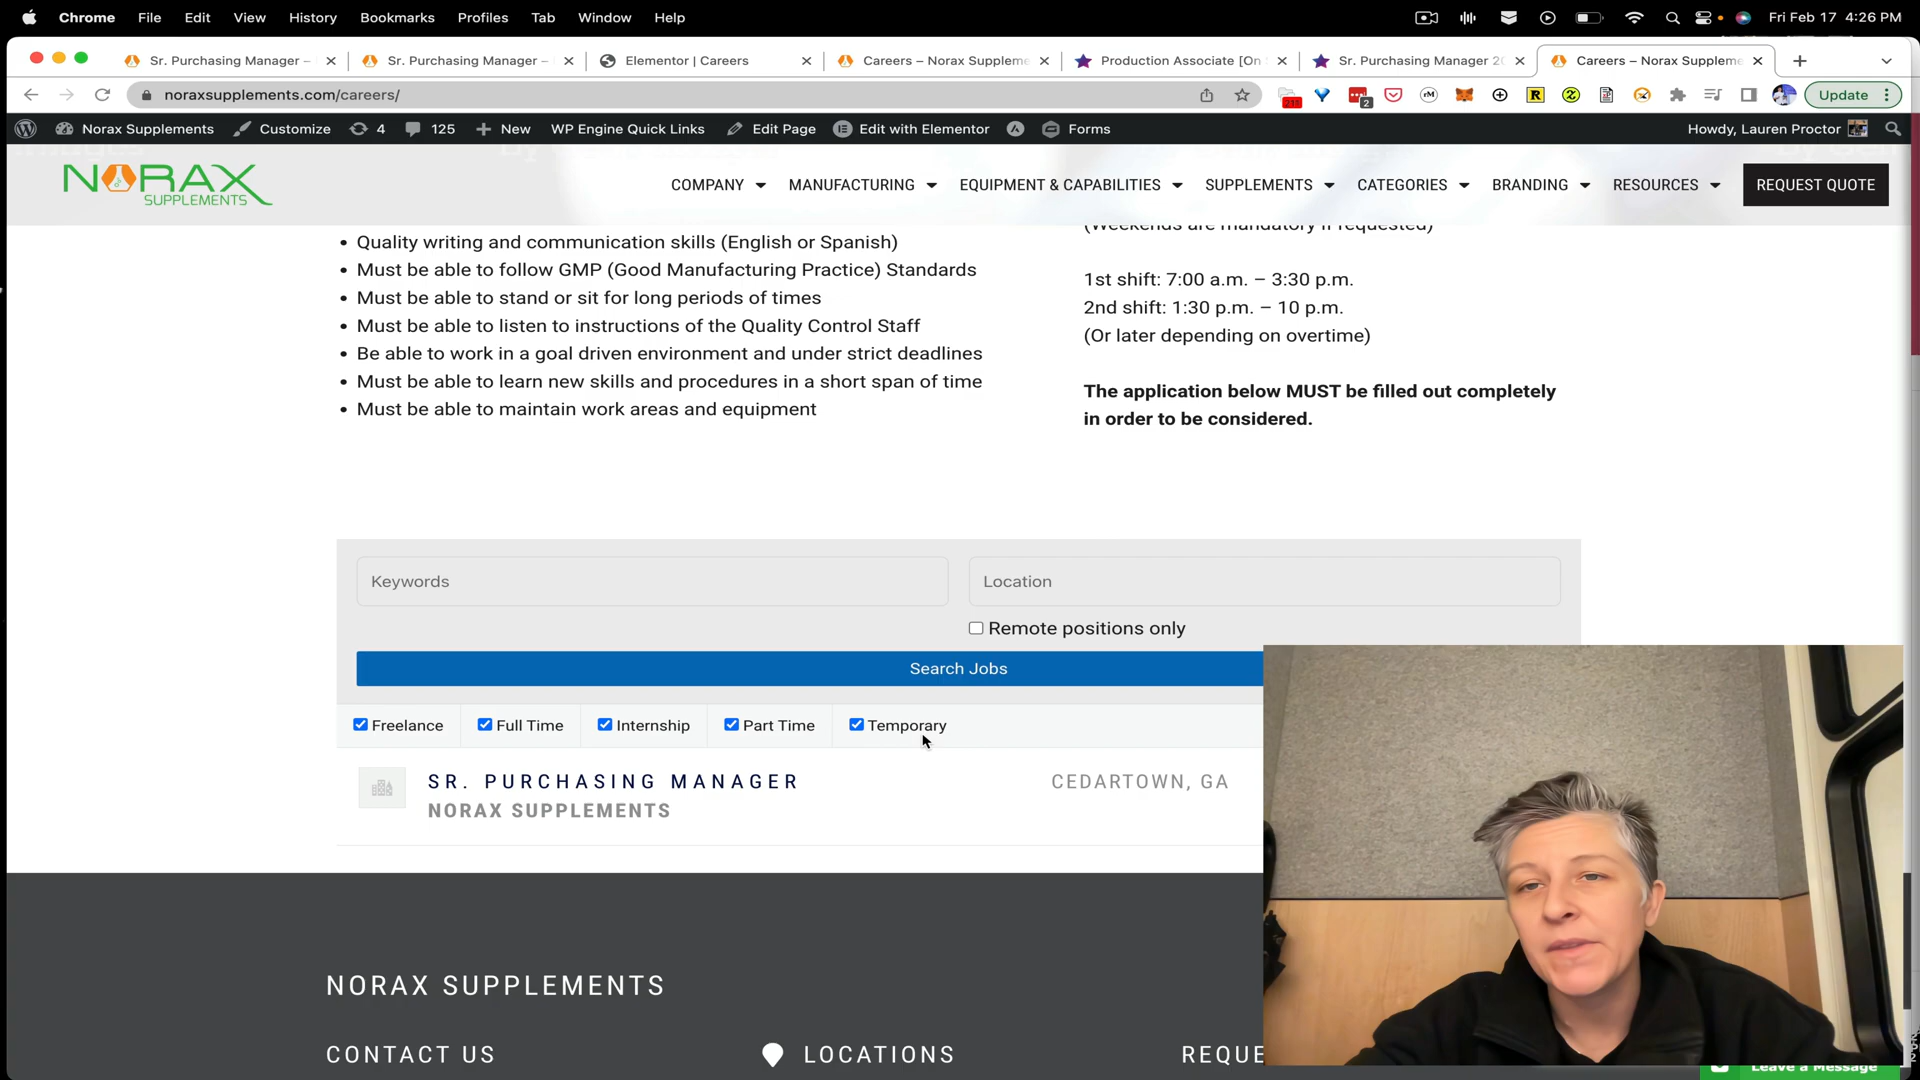 Chrome File Edit View History Bookmarks Profiles Tab Window Help Fri Feb 17 4:26 PM
Sr. Purchasing Manager – Sr. Purchasing Manager – Elementor | Careers Careers – Norax Suppleme Production Associate [On Sr. Purchasing Manager 20 Careers – Norax Suppleme
noraxsupplements.com/careers/ 2 Update
Norax Supplements Customize 4 125 New WP Engine Quick Links Edit Page Edit with Elementor Forms Howdy, Lauren Proctor
NORAX
SUPPLEMENTS
COMPANY MANUFACTURING EQUIPMENT & CAPABILITIES SUPPLEMENTS CATEGORIES BRANDING RESOURCES REQUEST QUOTE
• Quality writing and communication skills (English or Spanish)
• Must be able to follow GMP (Good Manufacturing Practice) Standards
• Must be able to stand or sit for long periods of times
• Must be able to listen to instructions of the Quality Control Staff
• Be able to work in a goal driven environment and under strict deadlines
• Must be able to learn new skills and procedures in a short span of time
• Must be able to maintain work areas and equipment
(Weekends are mandatory if requested)
1st shift: 7:00 a.m. – 3:30 p.m.
2nd shift: 1:30 p.m. – 10 p.m.
(Or later depending on overtime)
The application below MUST be filled out completely
in order to be considered.
Keywords Location
Remote positions only
Search Jobs
Freelance Full Time Internship Part Time Temporary
SR. PURCHASING MANAGER CEDARTOWN, GA
NORAX SUPPLEMENTS
NORAX SUPPLEMENTS
CONTACT US LOCATIONS REQUE
Leave a Message